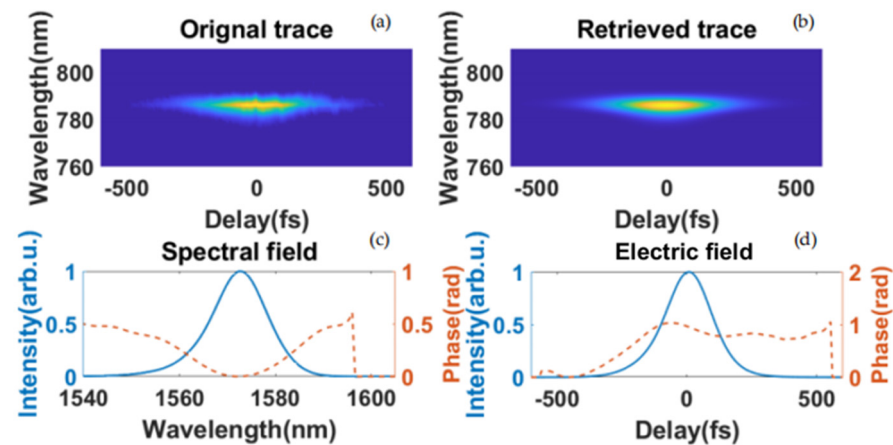 Orignal trace
(a)
Wavelength(nm)
800
780
760
-500
0
500
Delay(fs)
Retrieved trace
(b)
Wavelength(nm)
800
780
760
-500
0
500
Delay(fs)
Spectral field
(c)
Intensity(arb.u.)
1
0.5
0
1
0.5
0
Phase(rad)
1540
1560
1580
1600
Wavelength(nm)
Electric field
(d)
Intensity(arb.u.)
1
0.5
0
2
1
0
Phase(rad)
-500
0
500
Delay(fs)